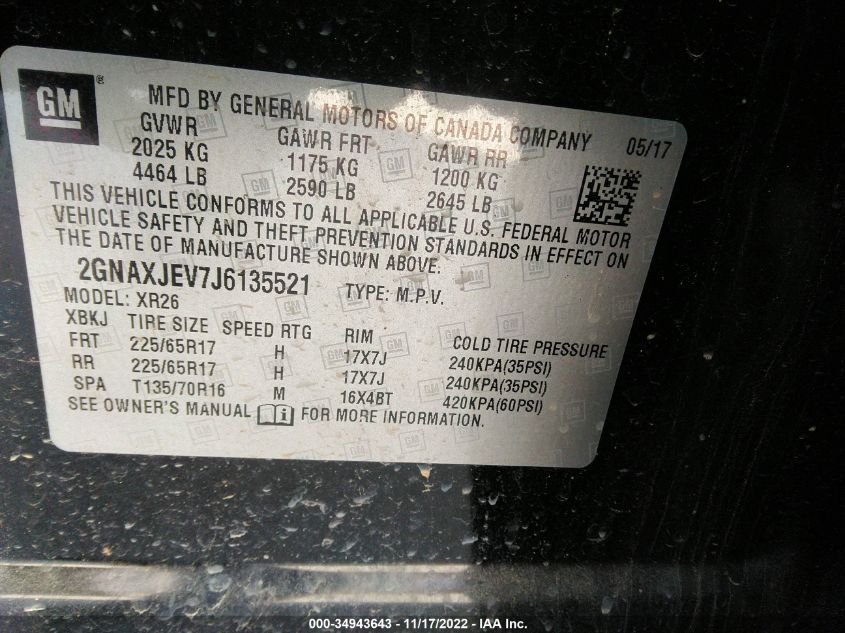 GM ® MFD BY GENERAL MOTORS OF CANADA COMPANY 05/17
GVWR GAWR FRT GAWR RR
2025 KG 1175 KG 1200 KG
4464 LB 2590 LB 2645 LB
THIS VEHICLE CONFORMS TO ALL APPLICABLE U.S. FEDERAL MOTOR
VEHICLE SAFETY AND THEFT PREVENTION STANDARDS IN EFFECT ON
THE DATE OF MANUFACTURE SHOWN ABOVE.
2GNAXJEV7J6135521 TYPE: M.P.V.
MODEL: XR26
XBKJ TIRE SIZE SPEED RTG RIM COLD TIRE PRESSURE
FRT 225/65R17 H 17X7J 240KPA(35PSI)
RR 225/65R17 H 17X7J 240KPA(35PSI)
SPA T135/70R16 M 16X4BT 420KPA(60PSI)
SEE OWNER'S MANUAL FOR MORE INFORMATION.
000-34943643 - 11/17/2022 - IAA Inc.